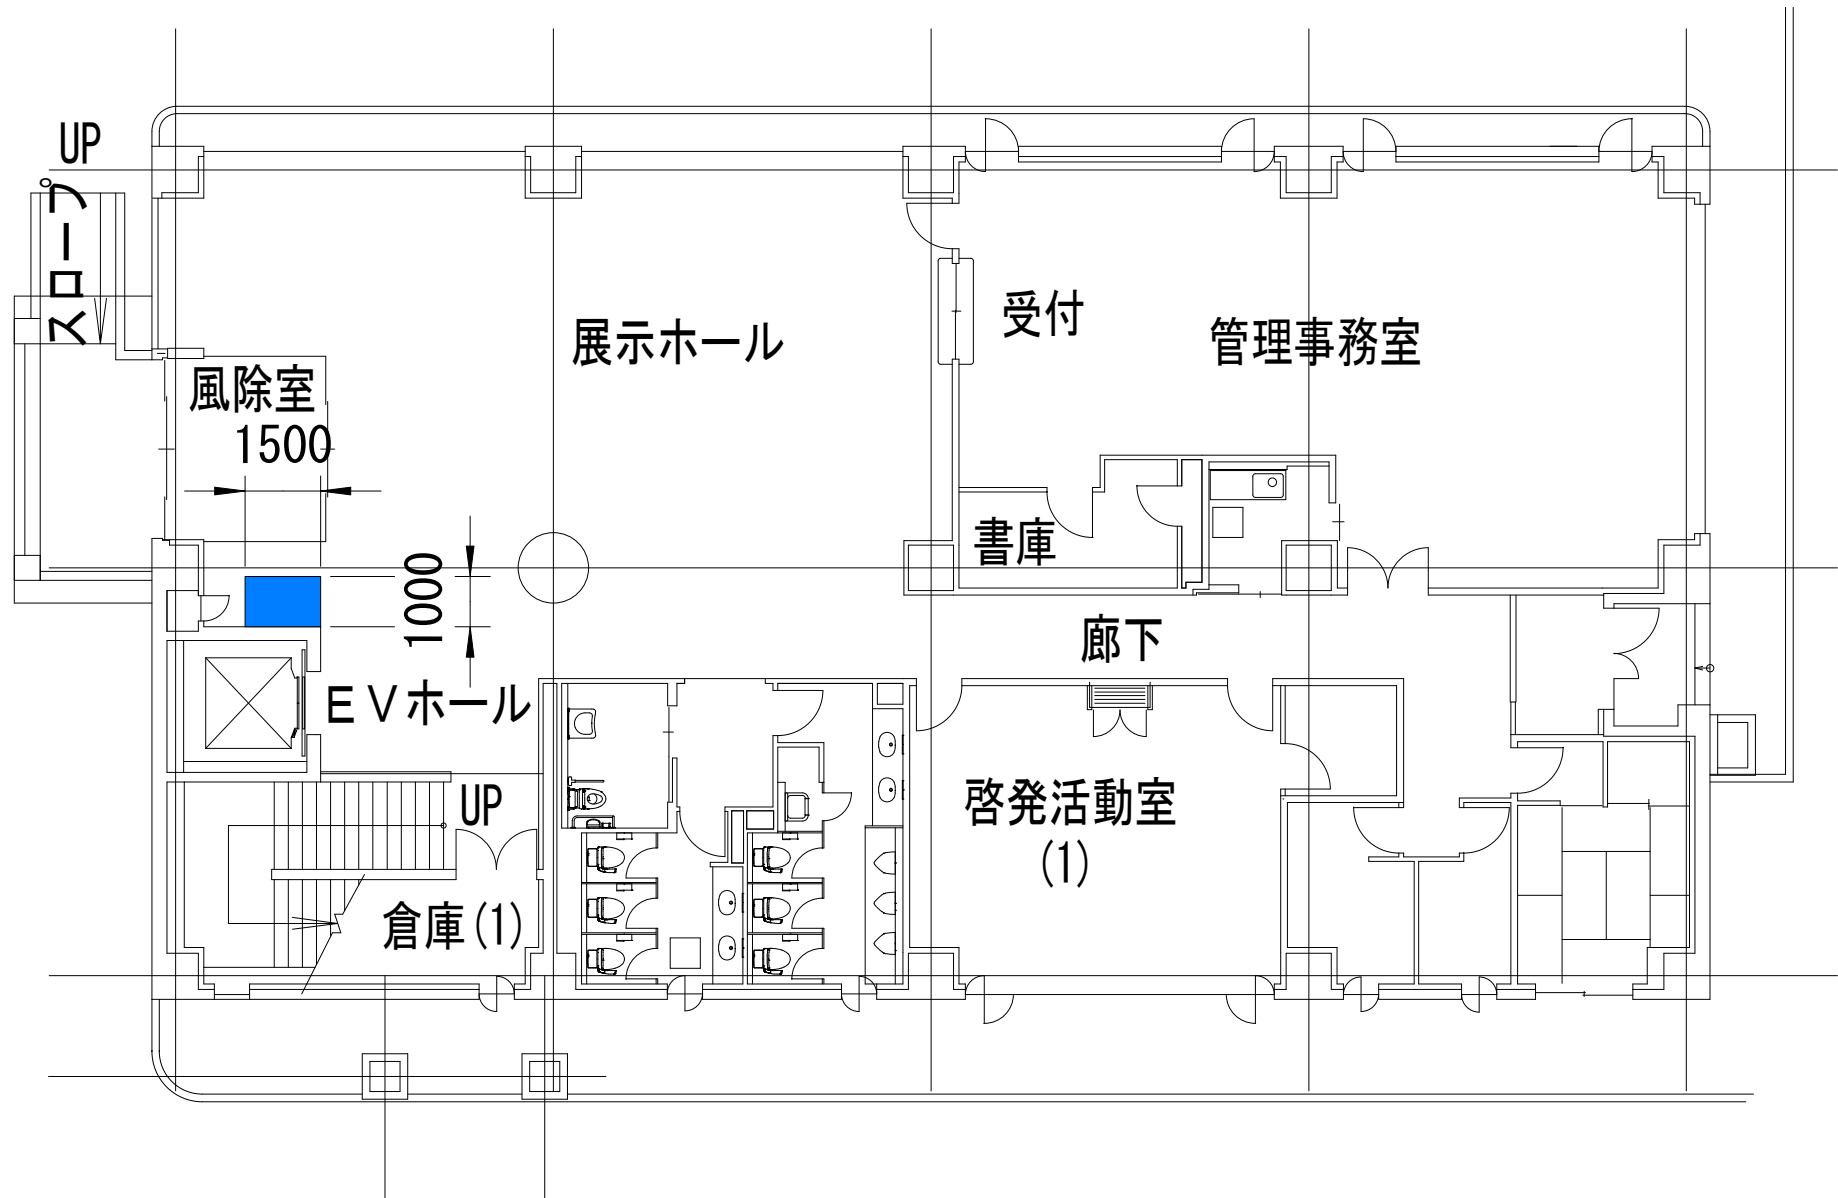 UP
スロープ
受付
展示ホール
管理事務室
風除室
1500
書庫
1000
廊下
ＥＶホール
UP
啓発活動室
(1)
倉庫(1)